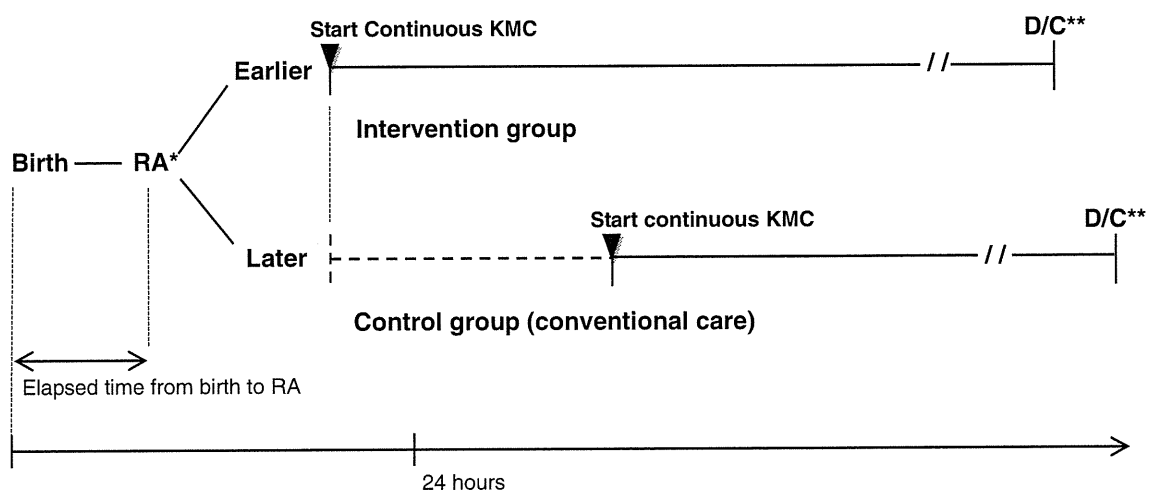 Start Continuous KMC
D/C**
Earlier
Intervention group
Birth
RA*
Start continuous KMC
D/C**
Later
Control group (conventional care)
Elapsed time from birth to RA
24 hours